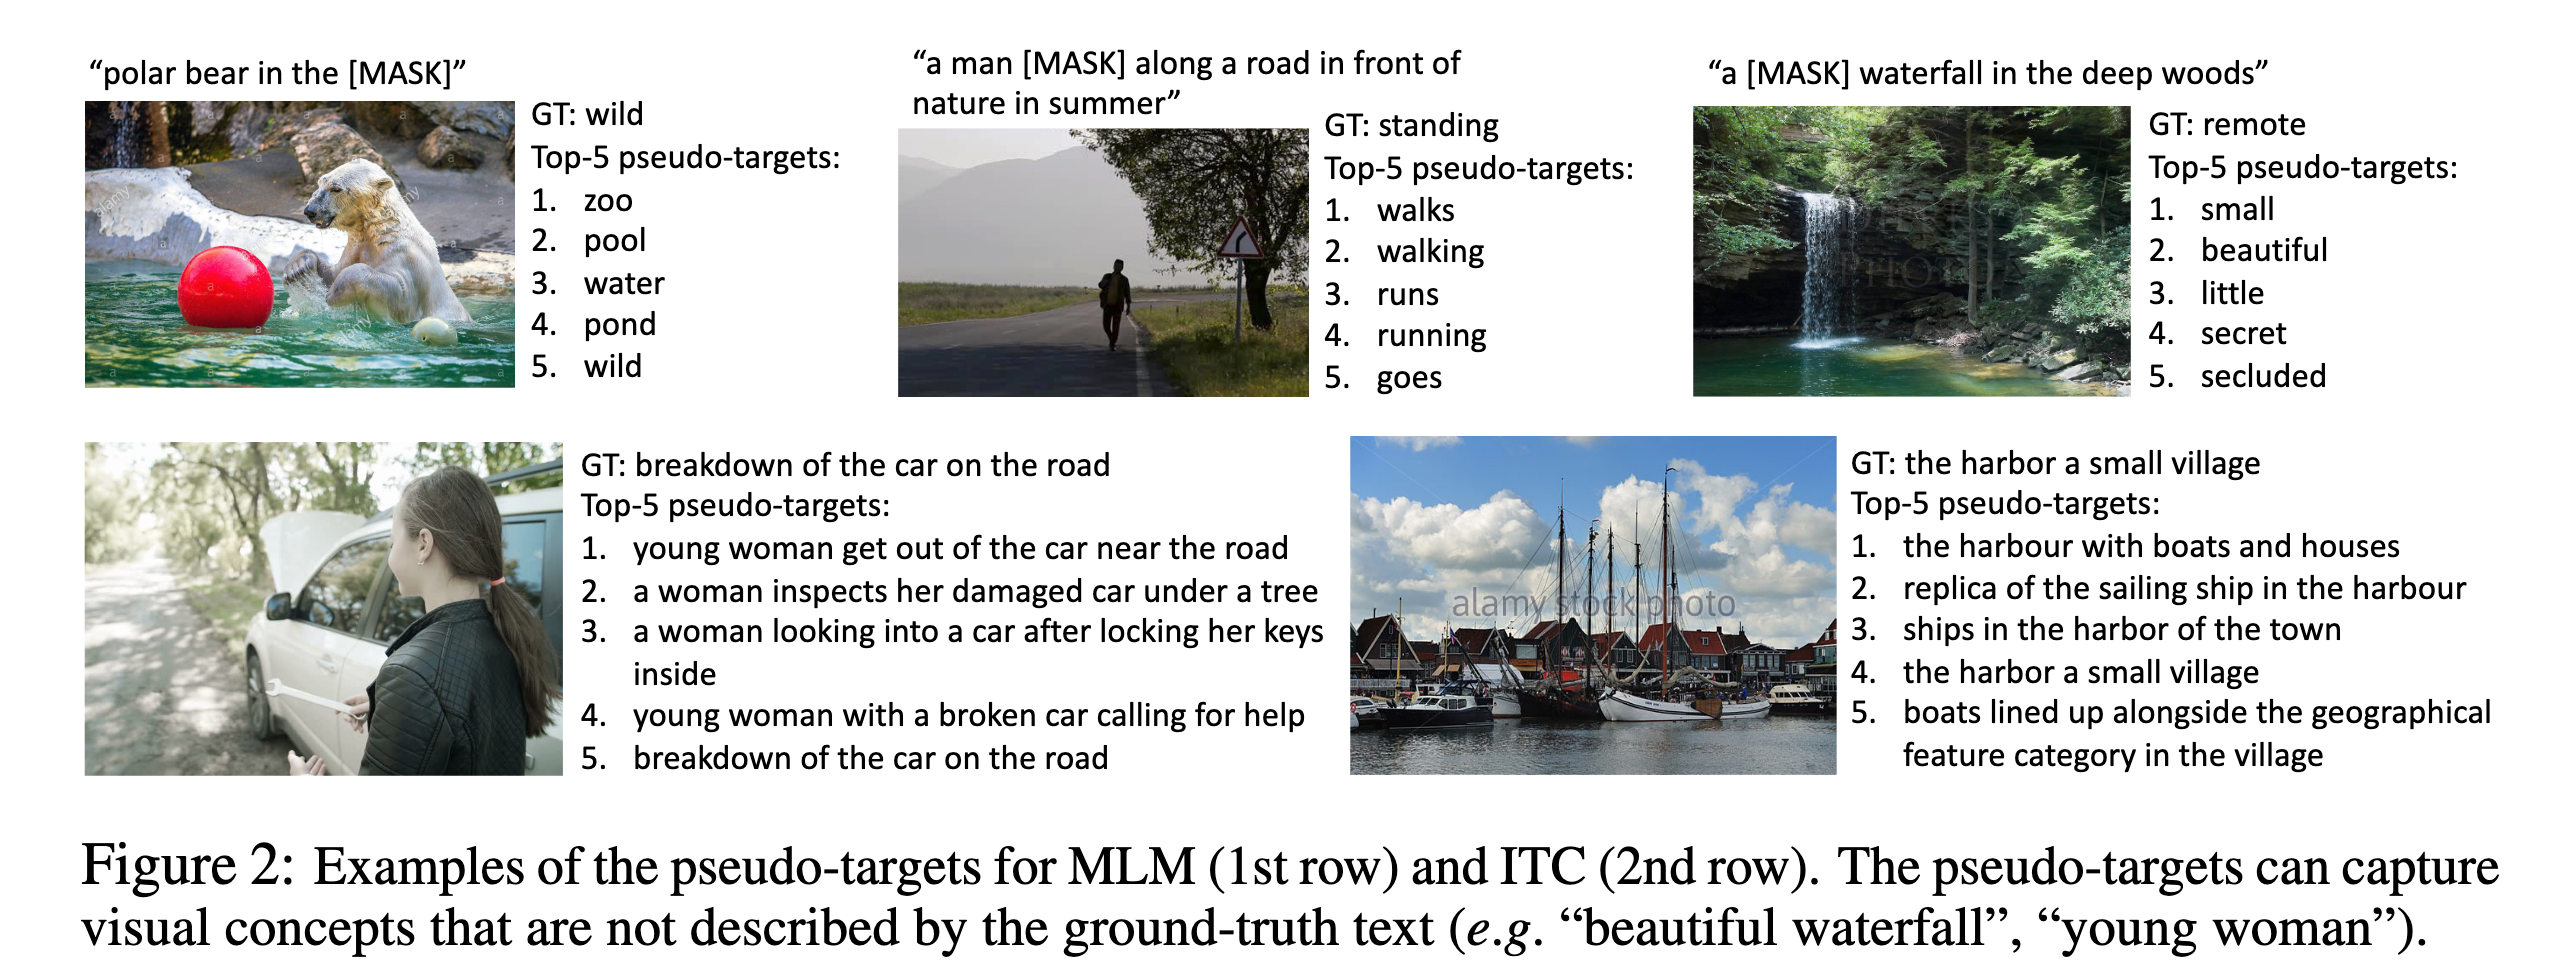 “polar bear in the [MASK]”
GT: wild
Top-5 pseudo-targets:
1. zoo
2. pool
3. water
4. pond
5. wild
“a man [MASK] along a road in front of
nature in summer”
GT: standing
Top-5 pseudo-targets:
1. walks
2. walking
3. runs
4. running
5. goes
“a [MASK] waterfall in the deep woods”
GT: remote
Top-5 pseudo-targets:
1. small
2. beautiful
3. little
4. secret
5. secluded
alamy
alamy
alamy
PHOTO
GT: breakdown of the car on the road
Top-5 pseudo-targets:
1. young woman get out of the car near the road
2. a woman inspects her damaged car under a tree
3. a woman looking into a car after locking her keys
inside
4. young woman with a broken car calling for help
5. breakdown of the car on the road
alamy stock photo
GT: the harbor a small village
Top-5 pseudo-targets:
1. the harbour with boats and houses
2. replica of the sailing ship in the harbour
3. ships in the harbor of the town
4. the harbor a small village
5. boats lined up alongside the geographical
feature category in the village
Figure 2: Examples of the pseudo-targets for MLM (1st row) and ITC (2nd row). The pseudo-targets can capture
visual concepts that are not described by the ground-truth text (e.g. “beautiful waterfall”, “young woman”).